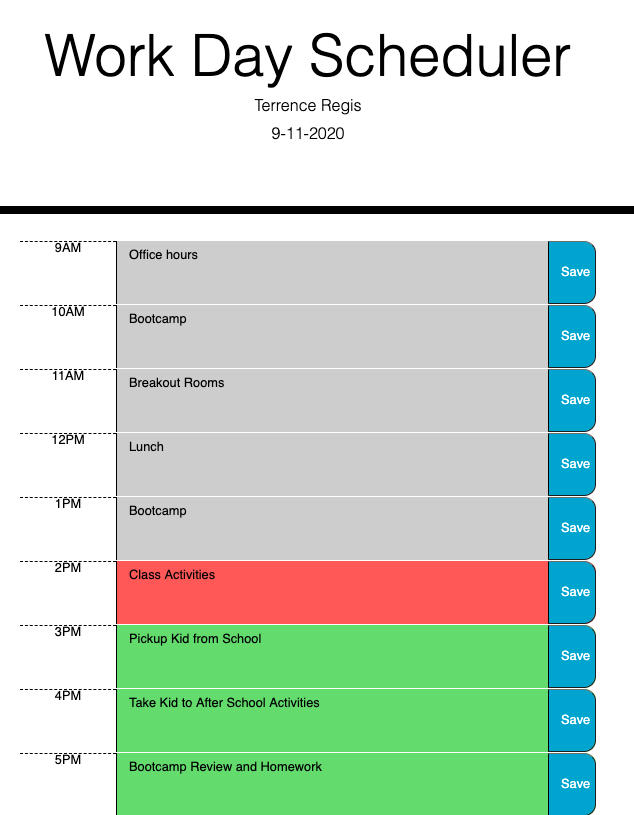 Work Day Scheduler
Terrence Regis
9-11-2020
9AM Office hours Save
10AM Bootcamp Save
11AM Breakout Rooms Save
12PM Lunch Save
1PM Bootcamp Save
2PM Class Activities Save
3PM Pickup Kid from School Save
4PM Take Kid to After School Activities Save
5PM Bootcamp Review and Homework Save